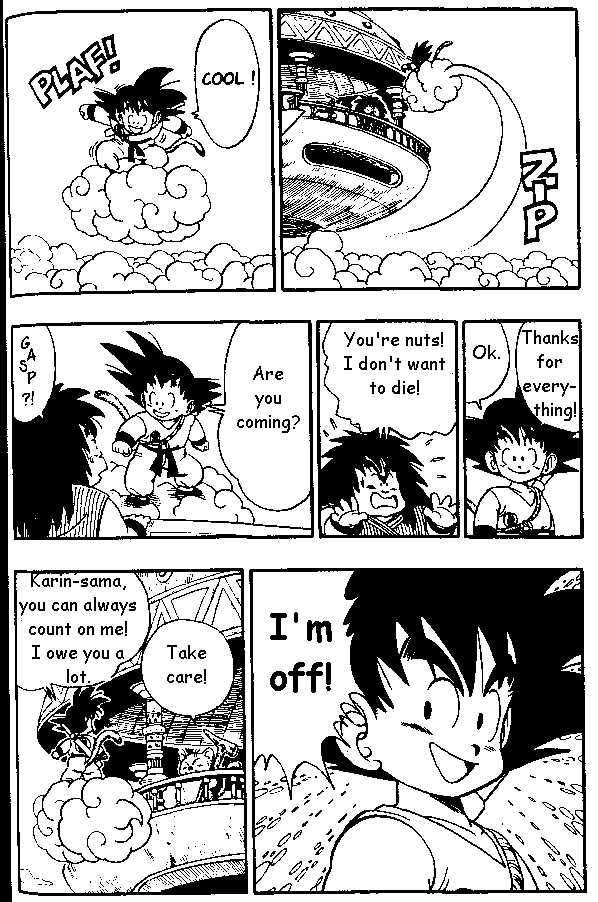 PLAF!
COOL !
ZIP
GASP
?!
Are
you
coming?
You're nuts!
I don't want
to die!
Ok.
Thanks
for
every-
thing!
Karin-sama,
you can always
count on me!
I owe you a
lot.
Take
care!
I'm
off!